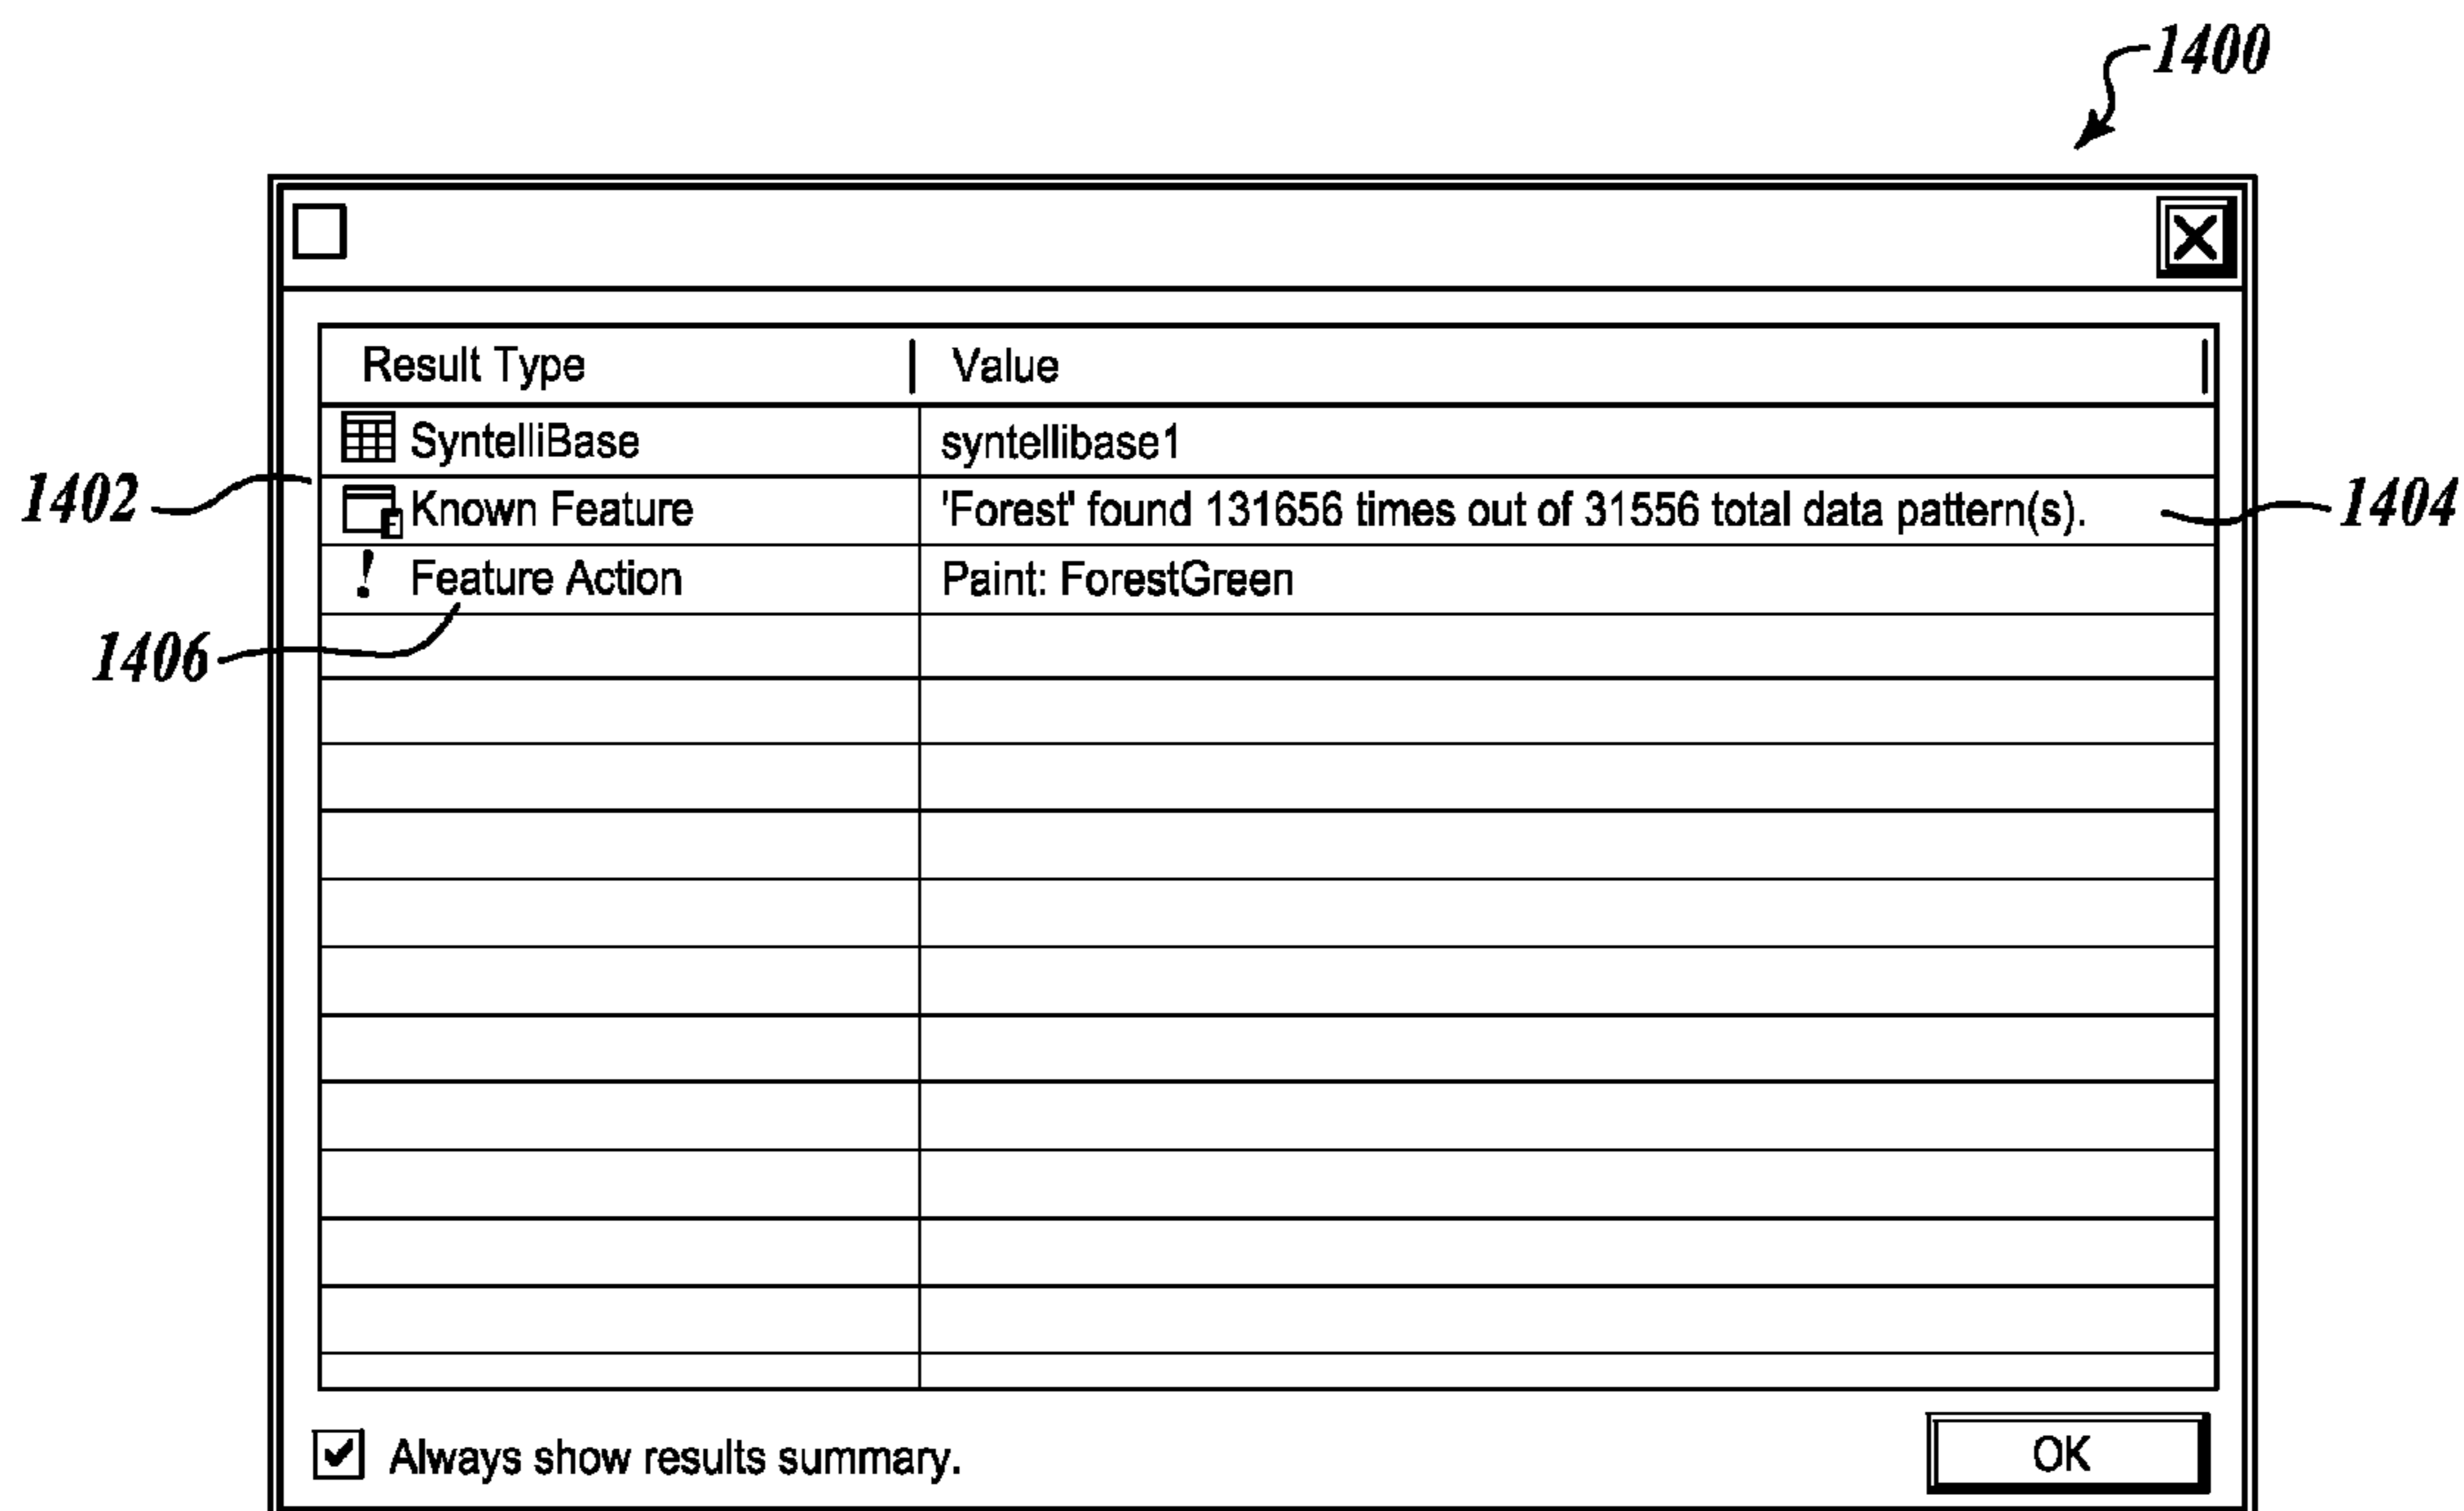 1400
Result Type Value
SyntelliBase syntellibase1
1402 Known Feature 'Forest' found 131656 times out of 31556 total data pattern(s). 1404
! Feature Action Paint: ForestGreen
1406
Always show results summary. OK